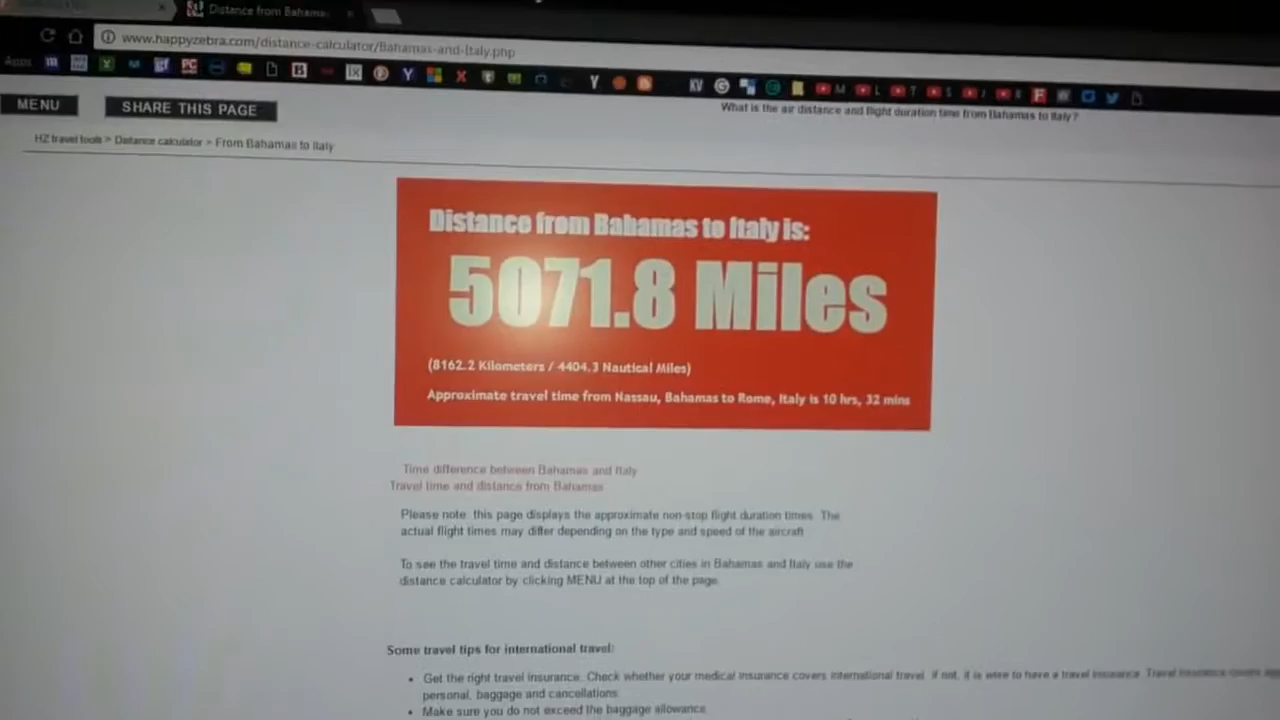 Distance from Bahamas
www.happyzebra.com/distance-calculator/Bahamas-and-Italy.php
Apps
MENU
SHARE THIS PAGE
What is the air distance and flight duration time from Bahamas to Italy?
HZ travel tools > Distance calculator > From Bahamas to Italy
Distance from Bahamas to Italy is:
5071.8 Miles
(8162.2 Kilometers / 4404.3 Nautical Miles)
Approximate travel time from Nassau, Bahamas to Rome, Italy is 10 hrs, 32 mins
Time difference between Bahamas and Italy
Travel time and distance from Bahamas
Please note: this page displays the approximate non-stop flight duration times. The
actual flight times may differ depending on the type and speed of the aircraft
To see the travel time and distance between other cities in Bahamas and Italy use the
distance calculator by clicking MENU at the top of the page.
Some travel tips for international travel:
Get the right travel insurance. Check whether your medical insurance covers international travel, if not, it is wise to have a travel insurance. Travel insurance covers
personal, baggage and cancellations.
Make sure you do not exceed the baggage allowance